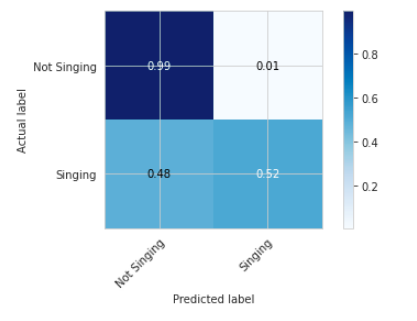 Actual label
Not Singing
Singing
0.99
0.01
0.48
0.52
Not Singing
Singing
Predicted label
0.8
0.6
0.4
0.2